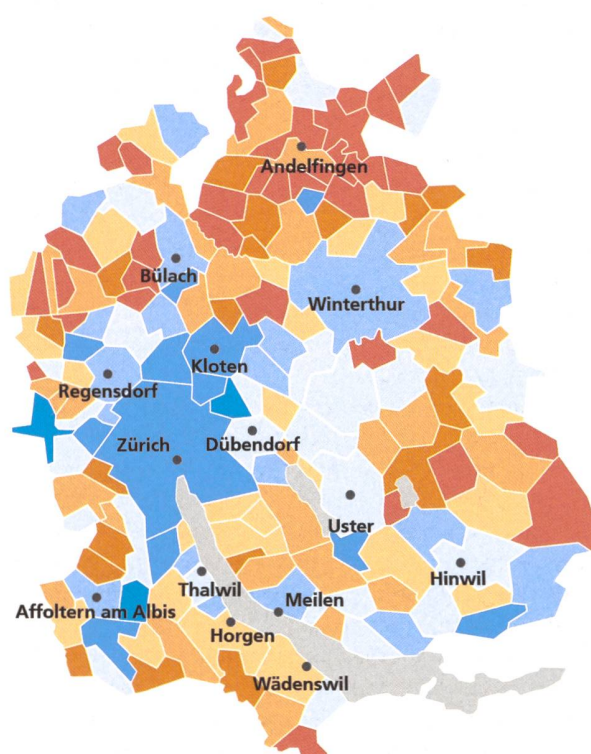 Andelfingen
Bülach
Winterthur
Kloten
Regensdorf
Zürich
Dübendorf
Uster
Hinwil
Thalwil
Affoltern am Albis
Meilen
Horgen
Wädenswil